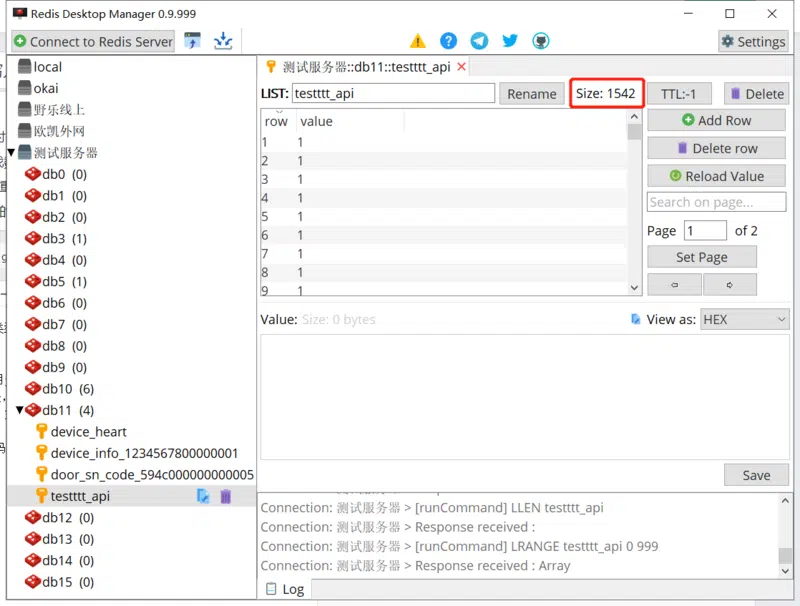 Redis Desktop Manager 0.9.999
Connect to Redis Server
Settings
local
okai
野乐线上
欧凯外网
测试服务器
db0 (0)
db1 (0)
db2 (0)
db3 (1)
db4 (0)
db5 (1)
db6 (0)
db7 (0)
db8 (0)
db9 (0)
db10 (6)
db11 (4)
device_heart
device_info_1234567800000001
door_sn_code_594c000000000005
testttt_api
db12 (0)
db13 (0)
db14 (0)
db15 (0)
测试服务器::db11::testttt_api
LIST: testttt_api Rename Size: 1542 TTL:-1 Delete
row value
1 1
2 1
3 1
4 1
5 1
6 1
7 1
8 1
9 1
Add Row
Delete row
Reload Value
Search on page...
Page 1 of 2
Set Page
Value: Size: 0 bytes View as: HEX
Save
Connection: 测试服务器 > [runCommand] LLEN testttt_api
Connection: 测试服务器 > Response received :
Connection: 测试服务器 > [runCommand] LRANGE testttt_api 0 999
Connection: 测试服务器 > Response received : Array
Log